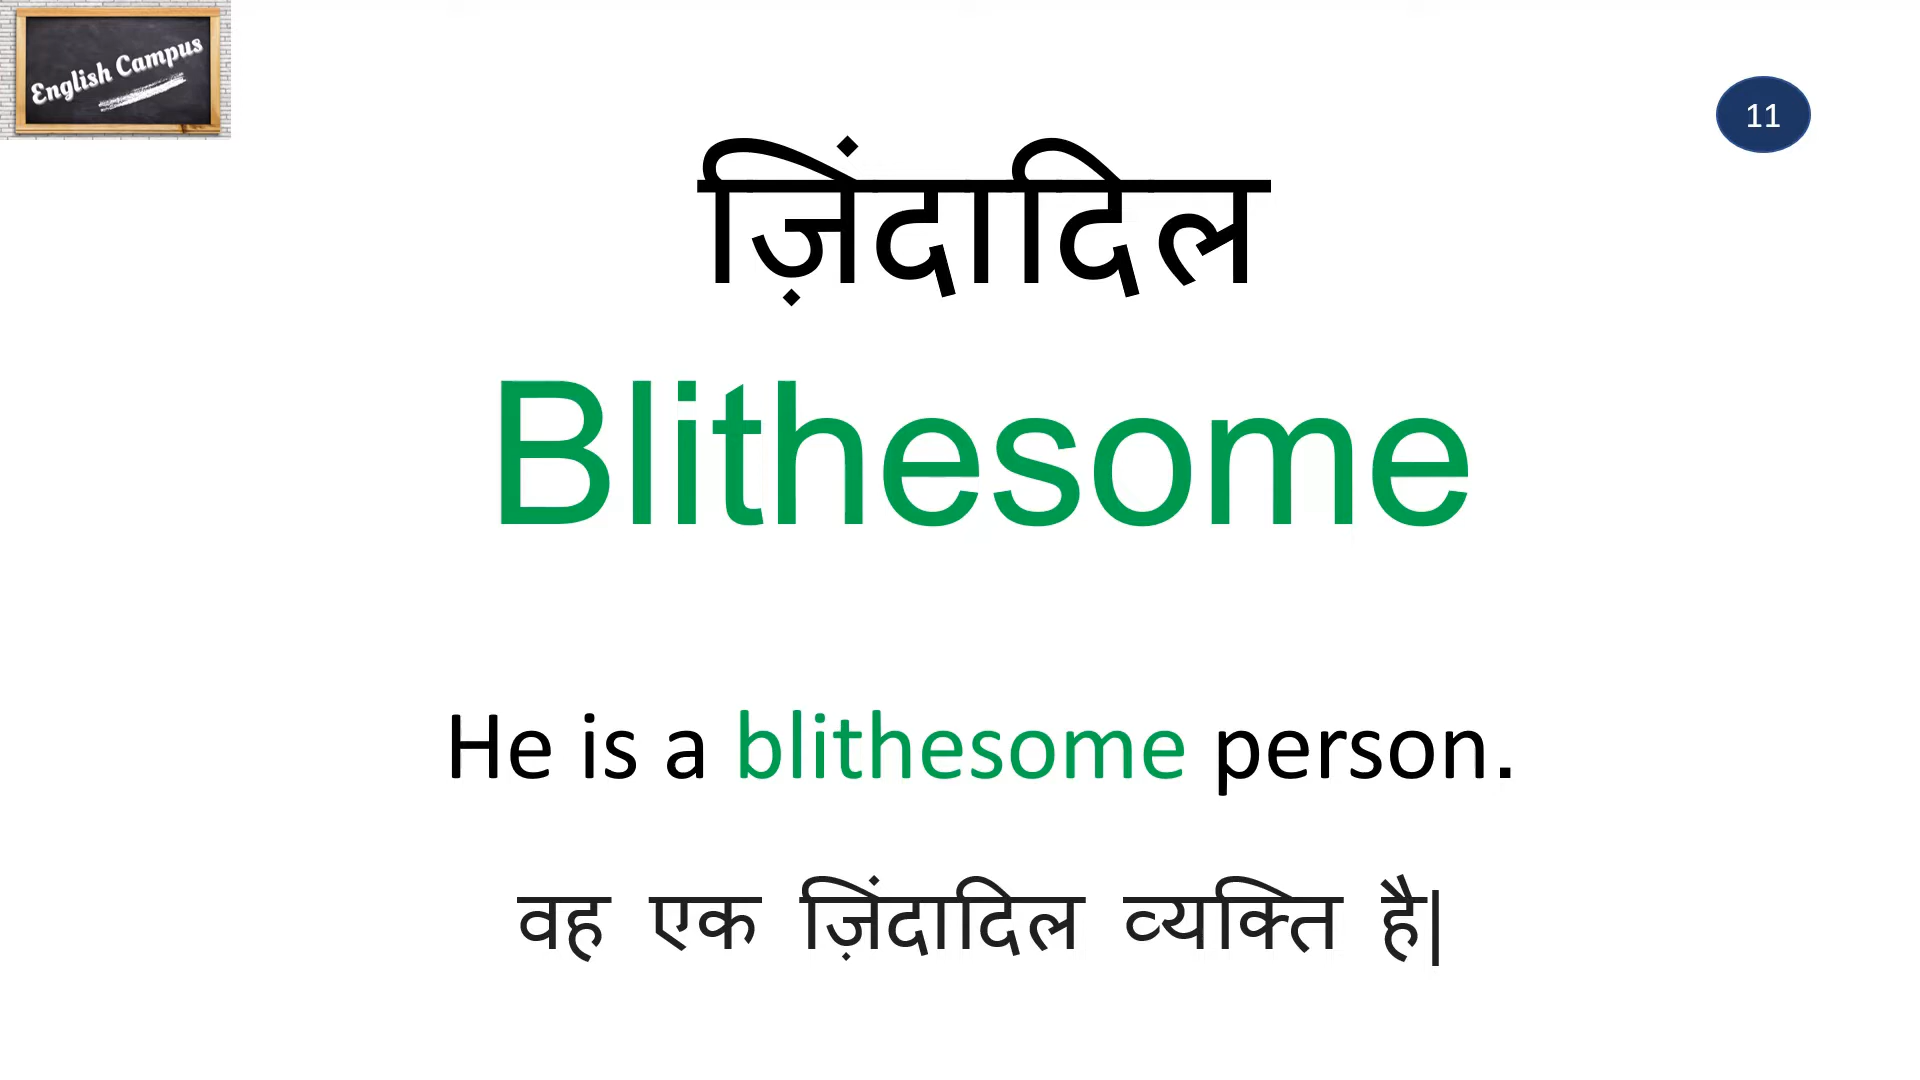 English Campus
11
ज़िंदादिल
Blithesome
He is a blithesome person.
वह एक ज़िंदादिल व्यक्ति है|